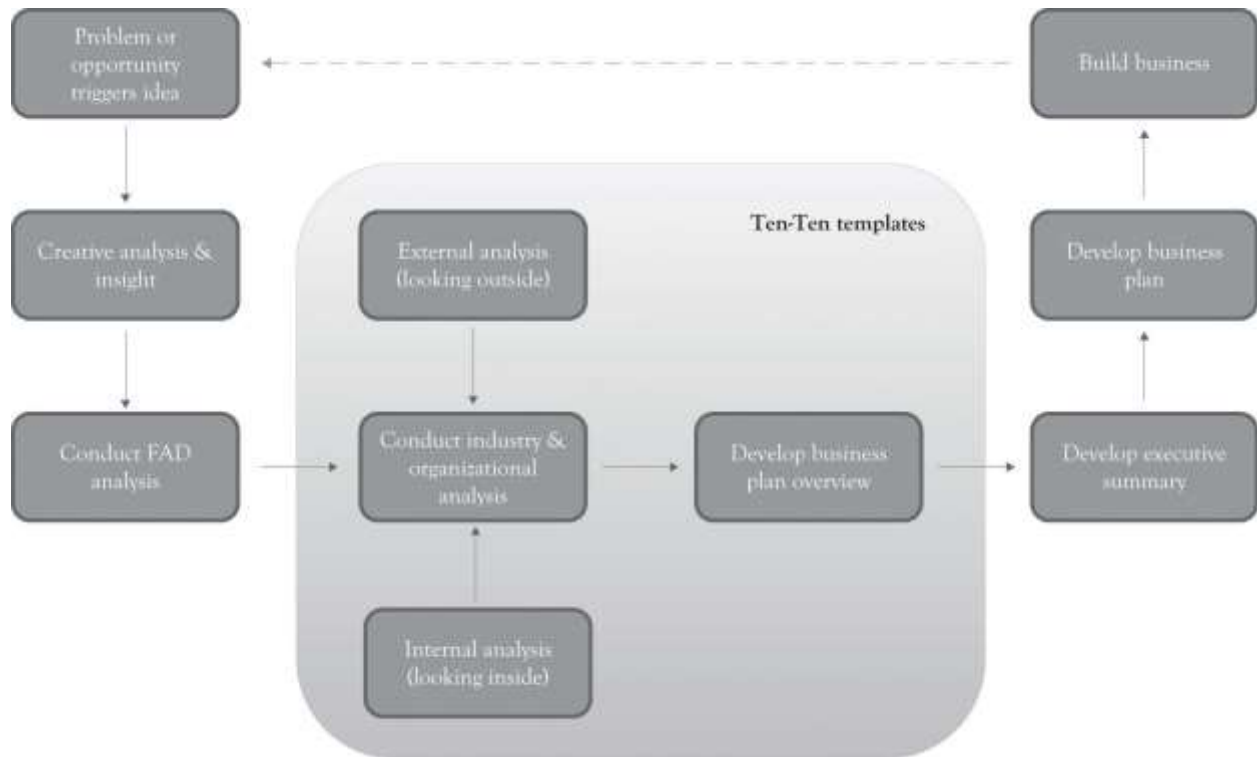 Problem or
opportunity
triggers idea
Build business
Ten-Ten templates
Creative analysis &
insight
External analysis
(looking outside)
Develop business
plan
Conduct FAD
analysis
Conduct industry &
organizational
analysis
Develop business
plan overview
Develop executive
summary
Internal analysis
(looking inside)